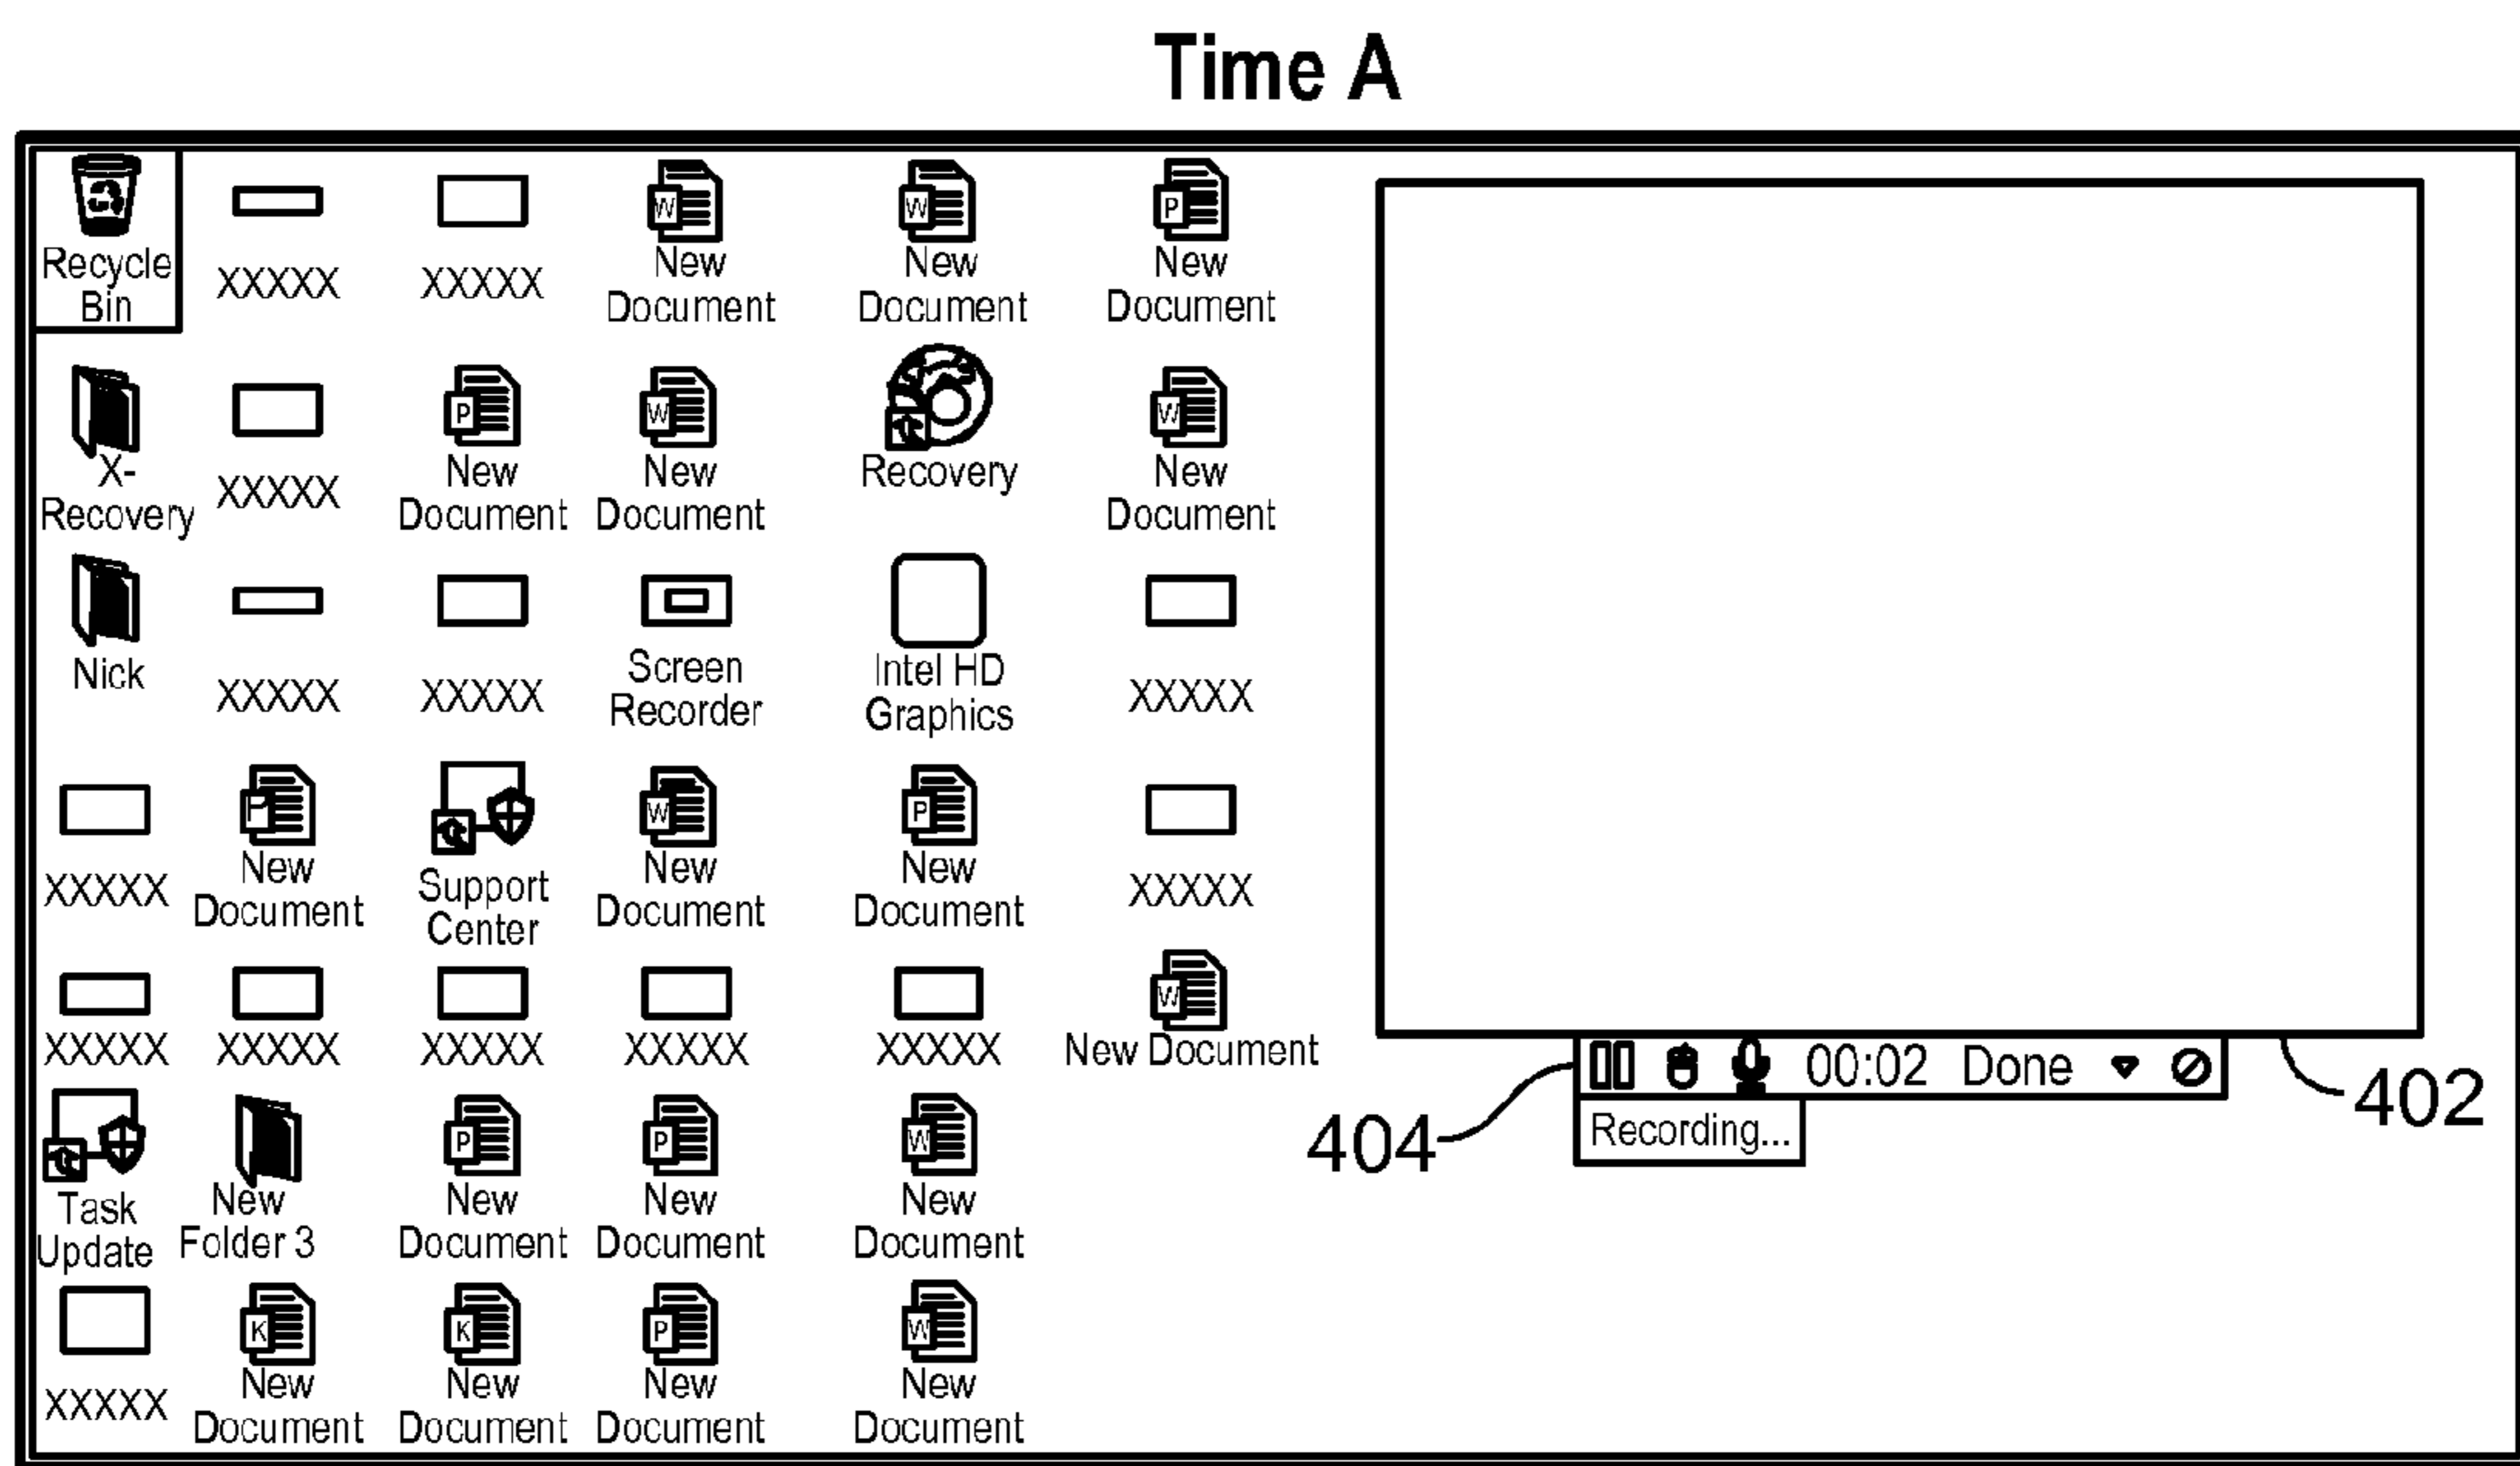 Time A
Recycle
Bin
XXXXX
XXXXX
W
New
Document
W
New
Document
P
New
Document
X-
Recovery
XXXXX
P
New
Document
W
New
Document
Recovery
W
New
Document
Nick
XXXXX
XXXXX
Screen
Recorder
Intel HD
Graphics
XXXXX
XXXXX
P
New
Document
Support
Center
W
New
Document
P
New
Document
XXXXX
XXXXX
XXXXX
XXXXX
XXXXX
XXXXX
W
New Document
Task
Update
New
Folder 3
P
New
Document
P
New
Document
W
New
Document
XXXXX
K
New
Document
K
New
Document
P
New
Document
W
New
Document
00:02 Done
Recording...
404
402